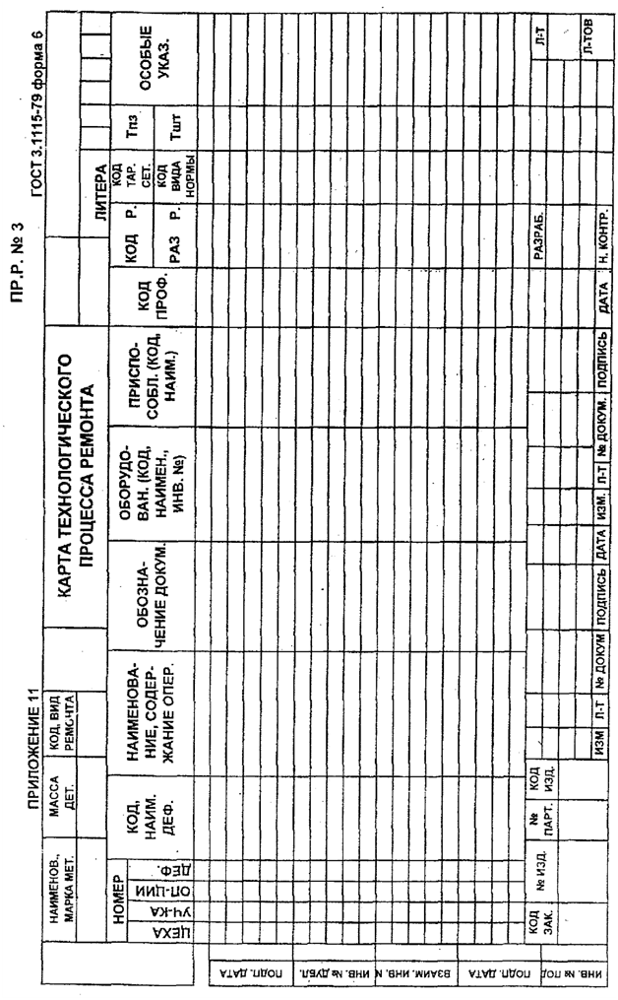 ПР.Р. № 3
ПРИЛОЖЕНИЕ 11
ГОСТ 3.1115-79 форма 6
НАИМЕНОВ.,
МАРКА МЕТ.
МАССА
ДЕТ.
КОД, ВИД
РЕМОНТА
КАРТА ТЕХНОЛОГИЧЕСКОГО
ПРОЦЕССА РЕМОНТА
ЛИТЕРА
НОМЕР
ЦЕХА
УЧ-КА
ОП-ЦИИ
ДЕФ.
КОД,
НАИМ.
ДЕФ.
НАИМЕНОВА-
НИЕ, СОДЕР-
ЖАНИЕ ОПЕР.
ОБОЗНА-
ЧЕНИЕ ДОКУМ.
ОБОРУДО-
ВАН. (КОД,
НАИМЕН.,
ИНВ. №)
ПРИСПО-
СОБЛ. (КОД,
НАИМ.)
КОД
ПРОФ.
КОД Р.
РАЗ Р.
КОД
ТАР.
СЕТ.
КОД
ВИДА
НОРМЫ
Тпз
Тшт
ОСОБЫЕ
УКАЗ.
ПОДП. ДАТА
ИНВ. № ДУБЛ.
ВЗАИМ. ИНВ. N
ПОДП. ДАТА
ИНВ. № ПОД
КОД
ЗАК.
№ ИЗД.
№
ПАРТ.
КОД
ИЗД.
РАЗРАБ.
Л-Т
ИЗМ Л-Т № ДОКУМ ПОДПИСЬ ДАТА ИЗМ. Л-Т № ДОКУМ. ПОДПИСЬ ДАТА Н. КОНТР.
Л-ТОВ